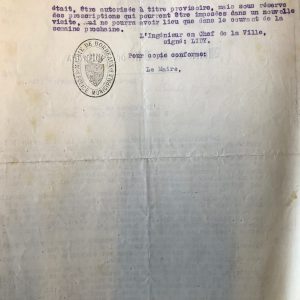 était, être autorisée à titre provisoire, mais sous réserve
des prescriptions qui pourront être imposées dans un nouvelle
visite, qui ne pourra avoir lieu que dans le courant de la
semaine prochaine.
L'Ingénieur en Chef de la Ville,
signé: LIDY.
Pour copie conforme:
Le Maire,